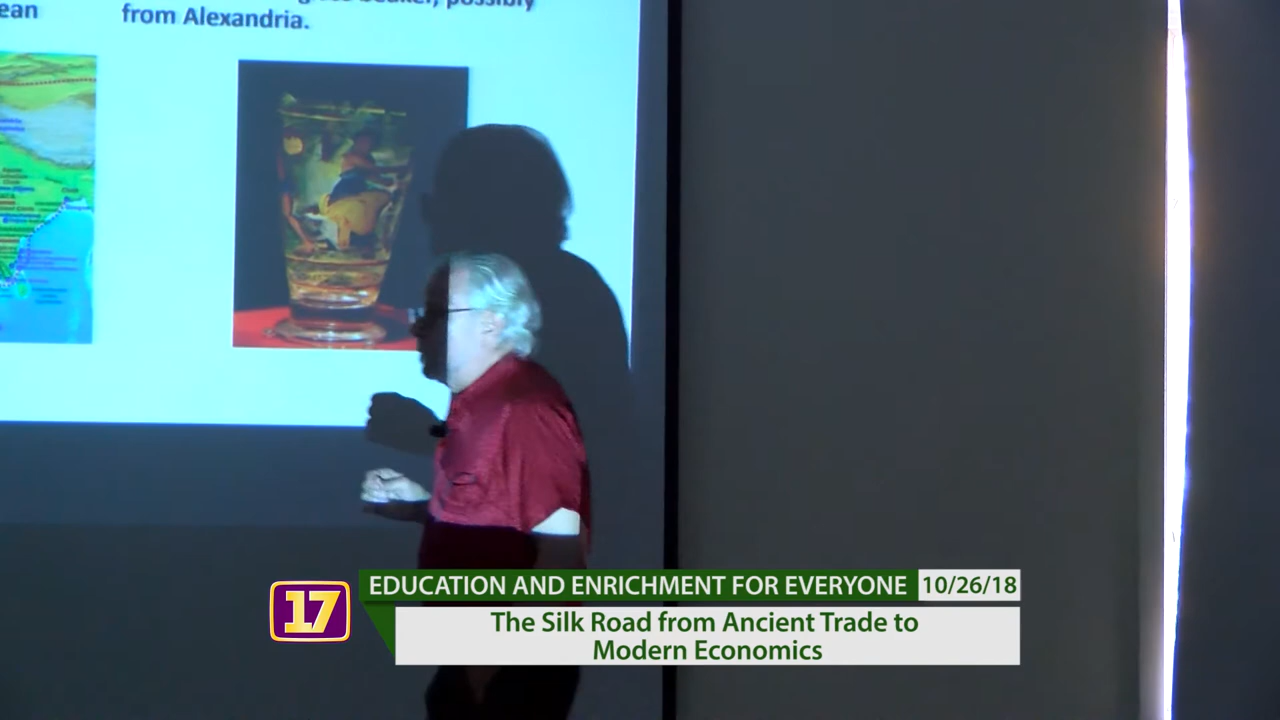 ean
possibly
from Alexandria.
17
EDUCATION AND ENRICHMENT FOR EVERYONE 10/26/18
The Silk Road from Ancient Trade to
Modern Economics